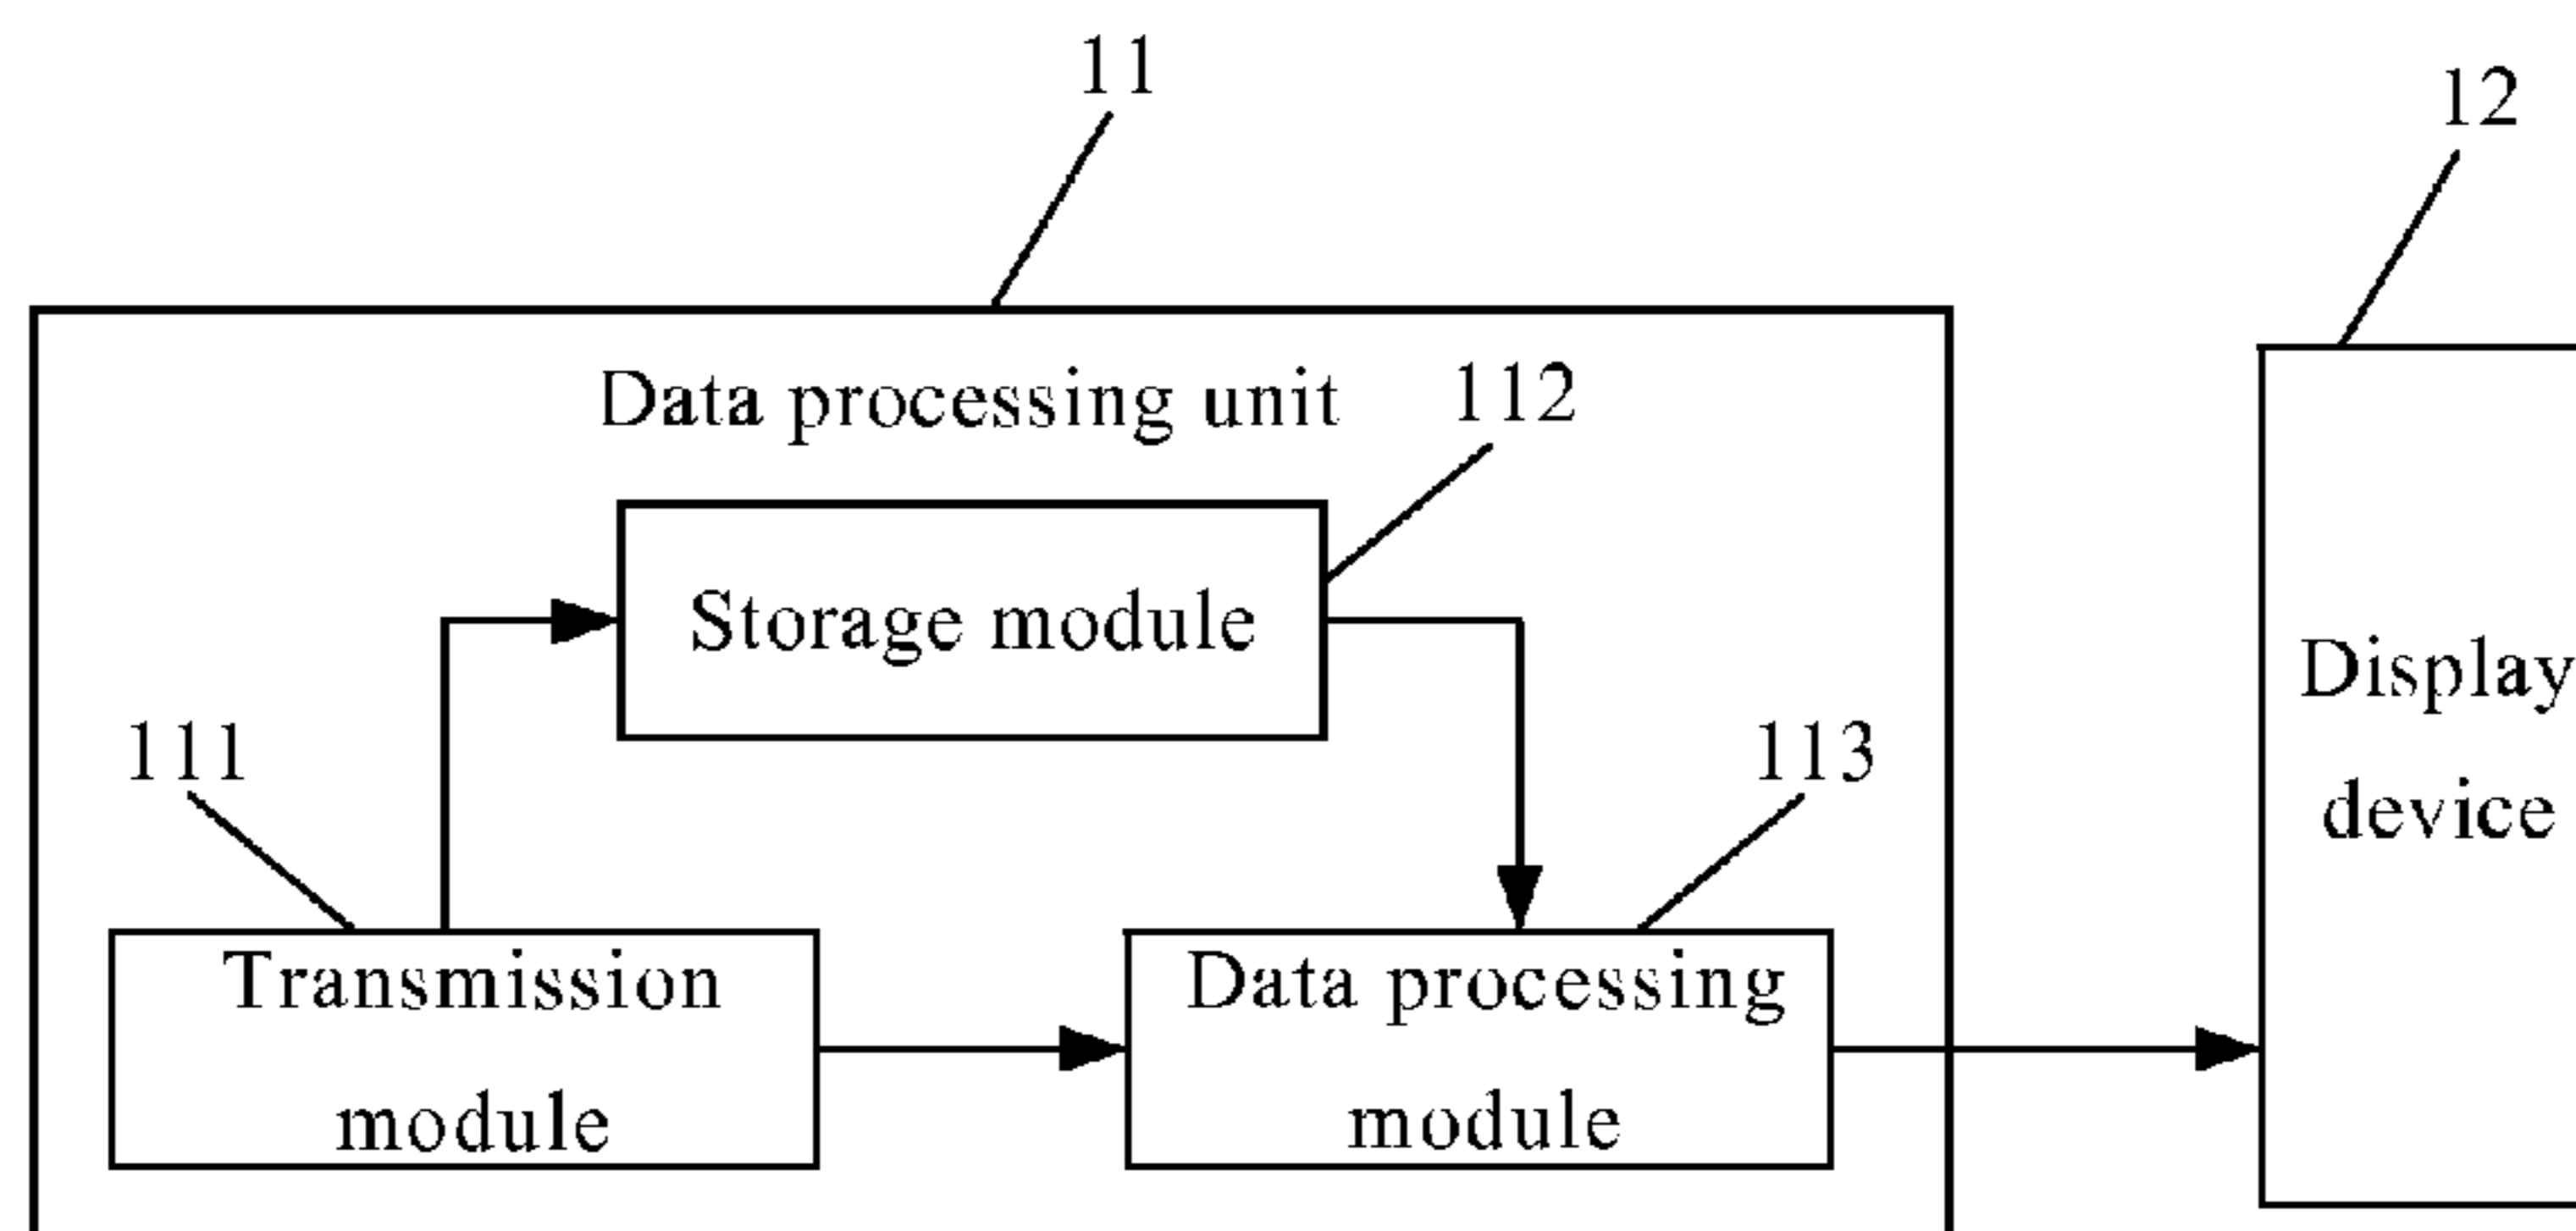 11
12
Data processing unit
112
Storage module
111
113
Display
device
Transmission
module
Data processing
module